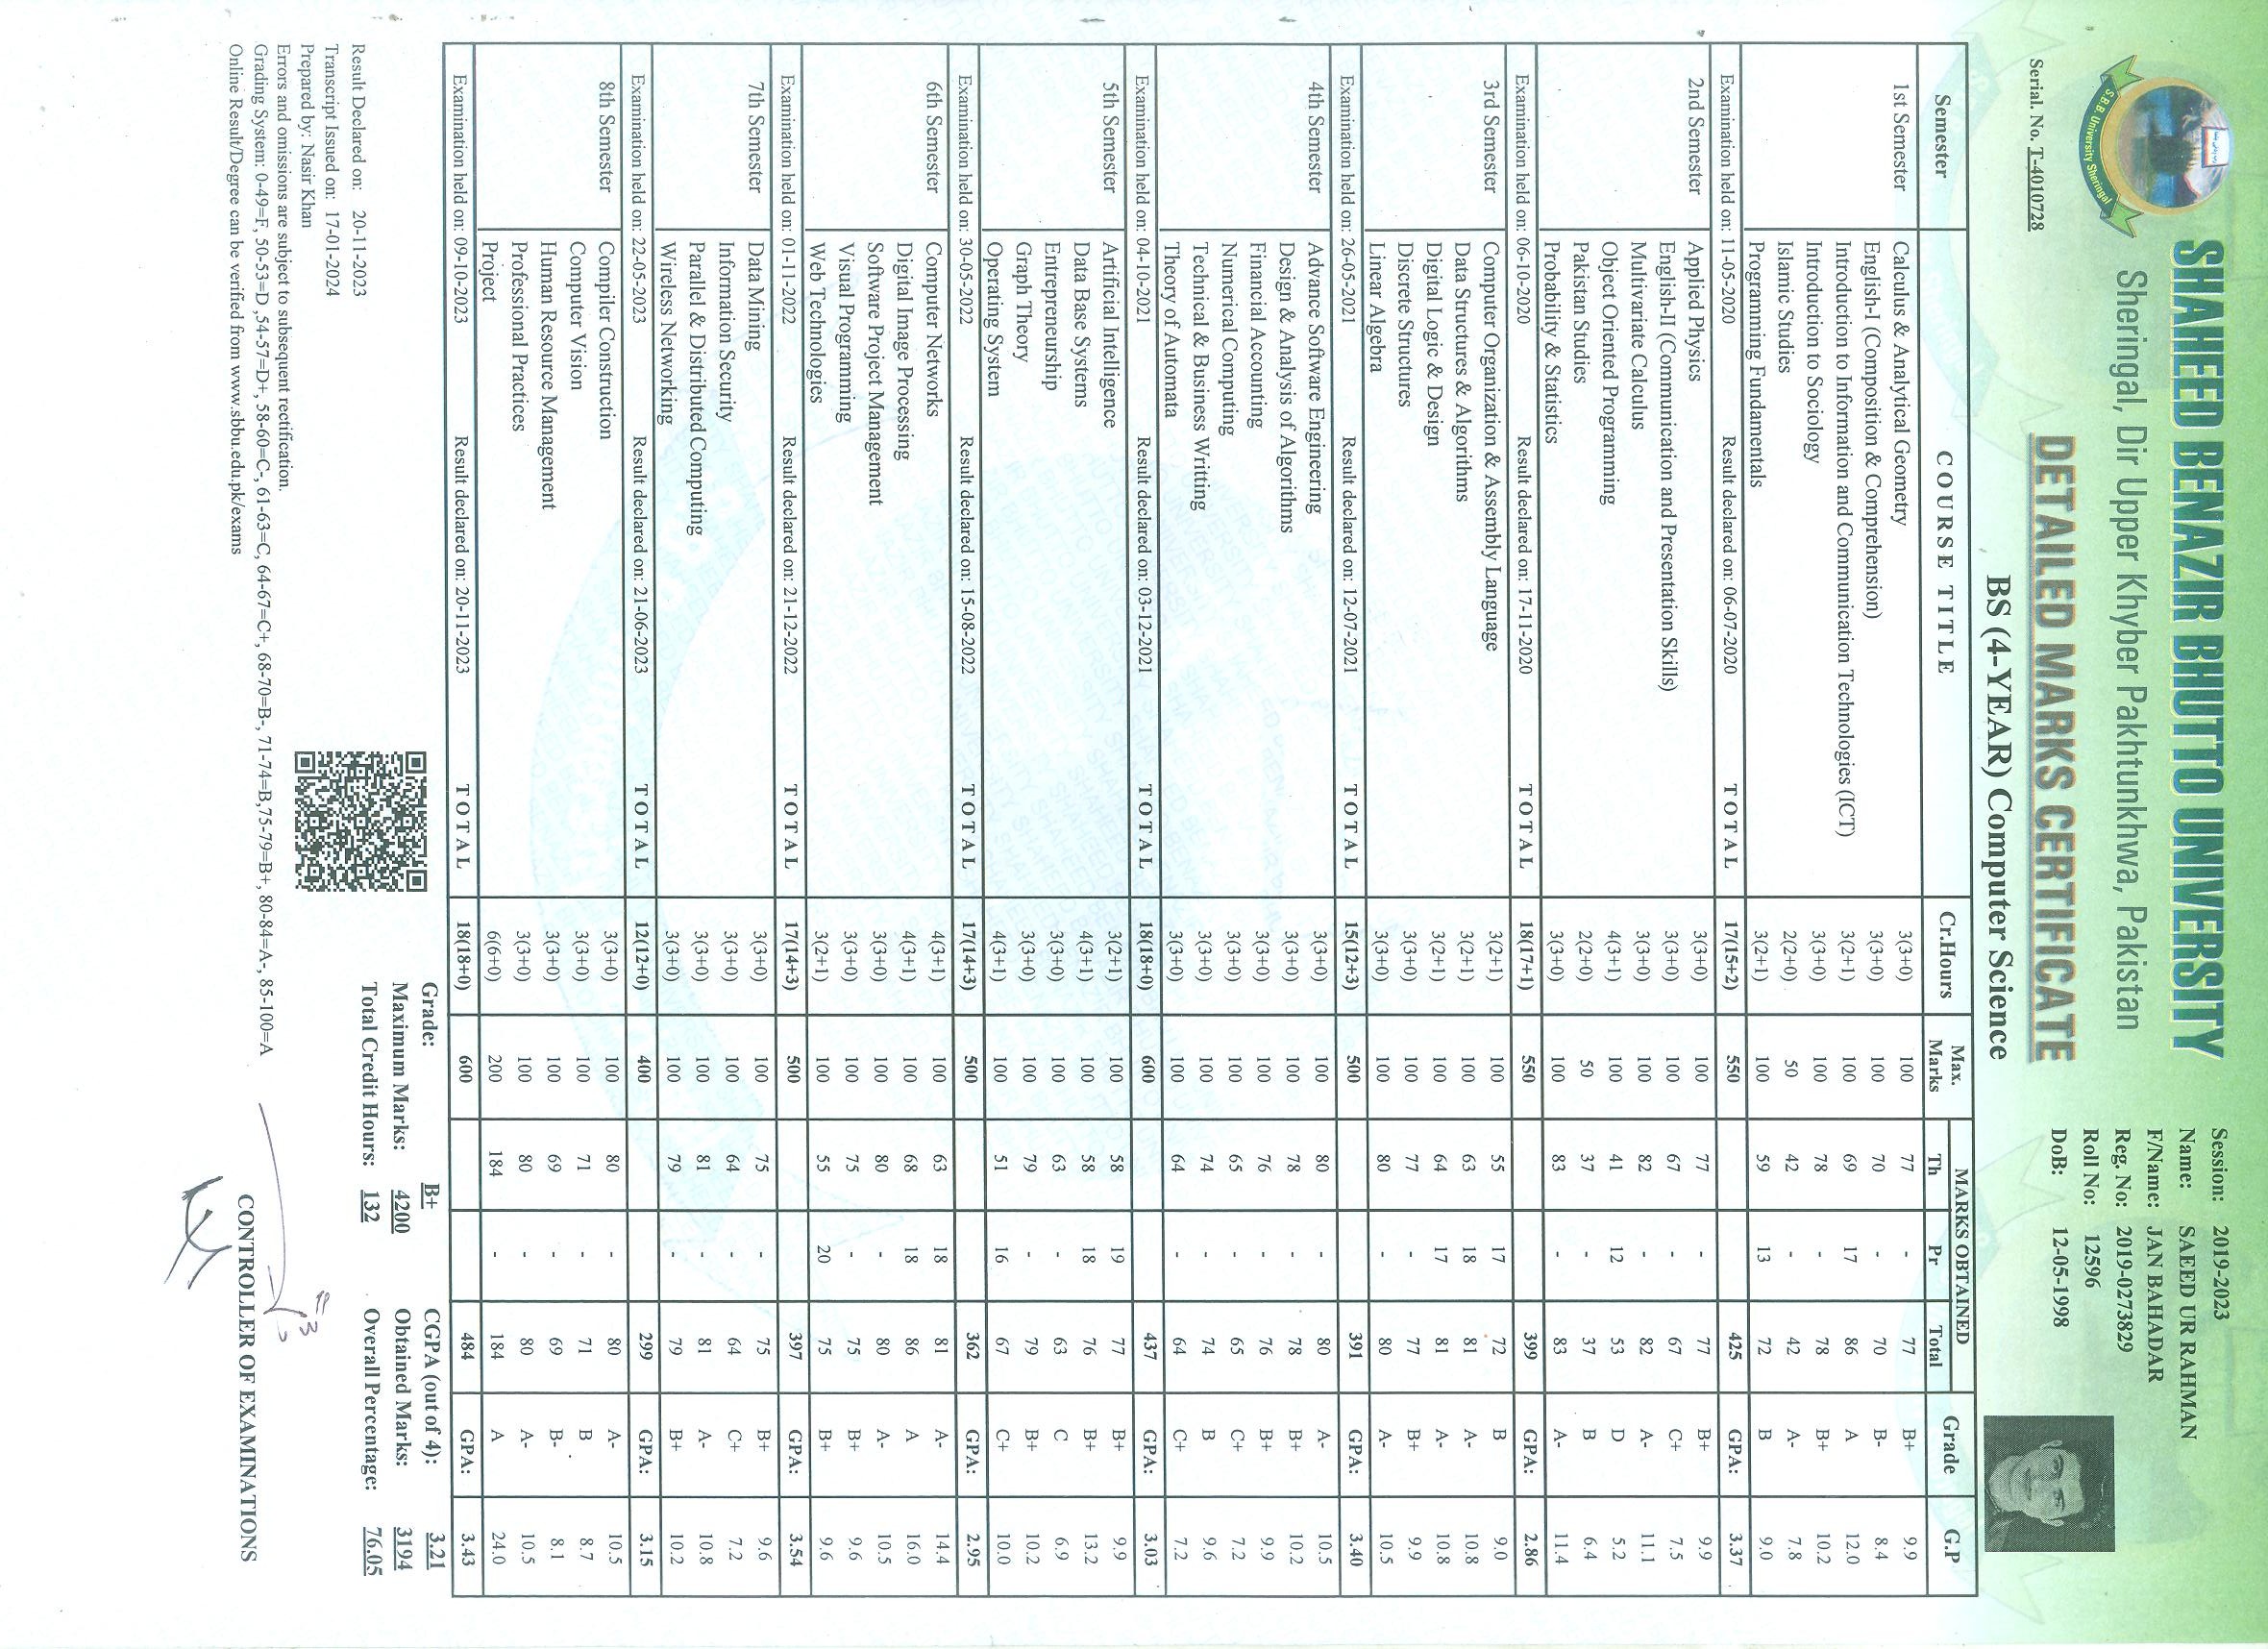 S.B.B. University Sheringal
SHAHEED BENAZIR BHUTTO UNIVERSITY
Sheringal, Dir Upper Khyber Pakhtunkhwa, Pakistan
DETAILED MARKS CERTIFICATE
Serial. No. T-4010728
BS (4-YEAR) Computer Science
Session: 2019-2023
Name: SAEED UR RAHMAN
F/Name: JAN BAHADAR
Reg. No: 2019-0273829
Roll No: 12596
DoB: 12-05-1998
Semester COURSE TITLE Cr.Hours Max. Marks MARKS OBTAINED Th Pr Total Grade G.P
1st Semester Calculus & Analytical Geometry 3(3+0) 100 77 - 77 B+ 9.9
English-I (Composition & Comprehension) 3(3+0) 100 70 - 70 B- 8.4
Introduction to Information and Communication Technologies (ICT) 3(2+1) 100 69 17 86 A 12.0
Introduction to Sociology 3(3+0) 100 78 - 78 B+ 10.2
Islamic Studies 2(2+0) 50 42 - 42 A- 7.8
Programming Fundamentals 3(2+1) 100 59 13 72 B 9.0
Examination held on: 11-05-2020 Result declared on: 06-07-2020 TOTAL 17(15+2) 550 425 GPA: 3.37
2nd Semester Applied Physics 3(3+0) 100 77 - 77 B+ 9.9
English-II (Communication and Presentation Skills) 3(3+0) 100 67 - 67 C+ 7.5
Multivariate Calculus 3(3+0) 100 82 - 82 A- 11.1
Object Oriented Programming 4(3+1) 100 41 12 53 D 5.2
Pakistan Studies 2(2+0) 50 37 - 37 B 6.4
Probability & Statistics 3(3+0) 100 83 - 83 A- 11.4
Examination held on: 06-10-2020 Result declared on: 17-11-2020 TOTAL 18(17+1) 550 399 GPA: 2.86
3rd Semester Computer Organization & Assembly Language 3(2+1) 100 55 17 72 B 9.0
Data Structures & Algorithms 3(2+1) 100 63 18 81 A- 10.8
Digital Logic & Design 3(2+1) 100 64 17 81 A- 10.8
Discrete Structures 3(3+0) 100 77 - 77 B+ 9.9
Linear Algebra 3(3+0) 100 80 - 80 A- 10.5
Examination held on: 26-05-2021 Result declared on: 12-07-2021 TOTAL 15(12+3) 500 391 GPA: 3.40
4th Semester Advance Software Engineering 3(3+0) 100 80 - 80 A- 10.5
Design & Analysis of Algorithms 3(3+0) 100 78 - 78 B+ 10.2
Financial Accounting 3(3+0) 100 76 - 76 B+ 9.9
Numerical Computing 3(3+0) 100 65 - 65 C+ 7.2
Technical & Business Writting 3(3+0) 100 74 - 74 B 9.6
Theory of Automata 3(3+0) 100 64 - 64 C+ 7.2
Examination held on: 04-10-2021 Result declared on: 03-12-2021 TOTAL 18(18+0) 600 437 GPA: 3.03
5th Semester Artificial Intelligence 3(2+1) 100 58 19 77 B+ 9.9
Data Base Systems 4(3+1) 100 58 18 76 B+ 13.2
Entrepreneurship 3(3+0) 100 63 - 63 C 6.9
Graph Theory 3(3+0) 100 79 - 79 B+ 10.2
Operating System 4(3+1) 100 51 16 67 C+ 10.0
Examination held on: 30-05-2022 Result declared on: 15-08-2022 TOTAL 17(14+3) 500 362 GPA: 2.95
6th Semester Computer Networks 4(3+1) 100 63 18 81 A- 14.4
Digital Image Processing 4(3+1) 100 68 18 86 A 16.0
Software Project Management 3(3+0) 100 80 - 80 A- 10.5
Visual Programming 3(3+0) 100 75 - 75 B+ 9.6
Web Technologies 3(2+1) 100 55 20 75 B+ 9.6
Examination held on: 01-11-2022 Result declared on: 21-12-2022 TOTAL 17(14+3) 500 397 GPA: 3.54
7th Semester Data Mining 3(3+0) 100 75 - 75 B+ 9.6
Information Security 3(3+0) 100 64 - 64 C+ 7.2
Parallel & Distributed Computing 3(3+0) 100 81 - 81 A- 10.8
Wireless Networking 3(3+0) 100 79 - 79 B+ 10.2
Examination held on: 22-05-2023 Result declared on: 21-06-2023 TOTAL 12(12+0) 400 299 GPA: 3.15
8th Semester Compiler Construction 3(3+0) 100 80 - 80 A- 10.5
Computer Vision 3(3+0) 100 71 - 71 B 8.7
Human Resource Management 3(3+0) 100 69 - 69 B- 8.1
Professional Practices 3(3+0) 100 80 - 80 A- 10.5
Project 6(6+0) 200 184 - 184 A 24.0
Examination held on: 09-10-2023 Result declared on: 20-11-2023 TOTAL 18(18+0) 600 484 GPA: 3.43
Grade: B+ CGPA (out of 4): 3.21
Maximum Marks: 4200 Obtained Marks: 3194
Total Credit Hours: 132 Overall Percentage: 76.05
Result Declared on: 20-11-2023
Transcript Issued on: 17-01-2024
Prepared by: Nasir Khan
Errors and omissions are subject to subsequent rectification.
Grading System: 0-49=F, 50-53=D ,54-57=D+, 58-60=C-, 61-63=C, 64-67=C+, 68-70=B-, 71-74=B,75-79=B+, 80-84=A-, 85-100=A
Online Result/Degree can be verified from www.sbbu.edu.pk/exams
CONTROLLER OF EXAMINATIONS